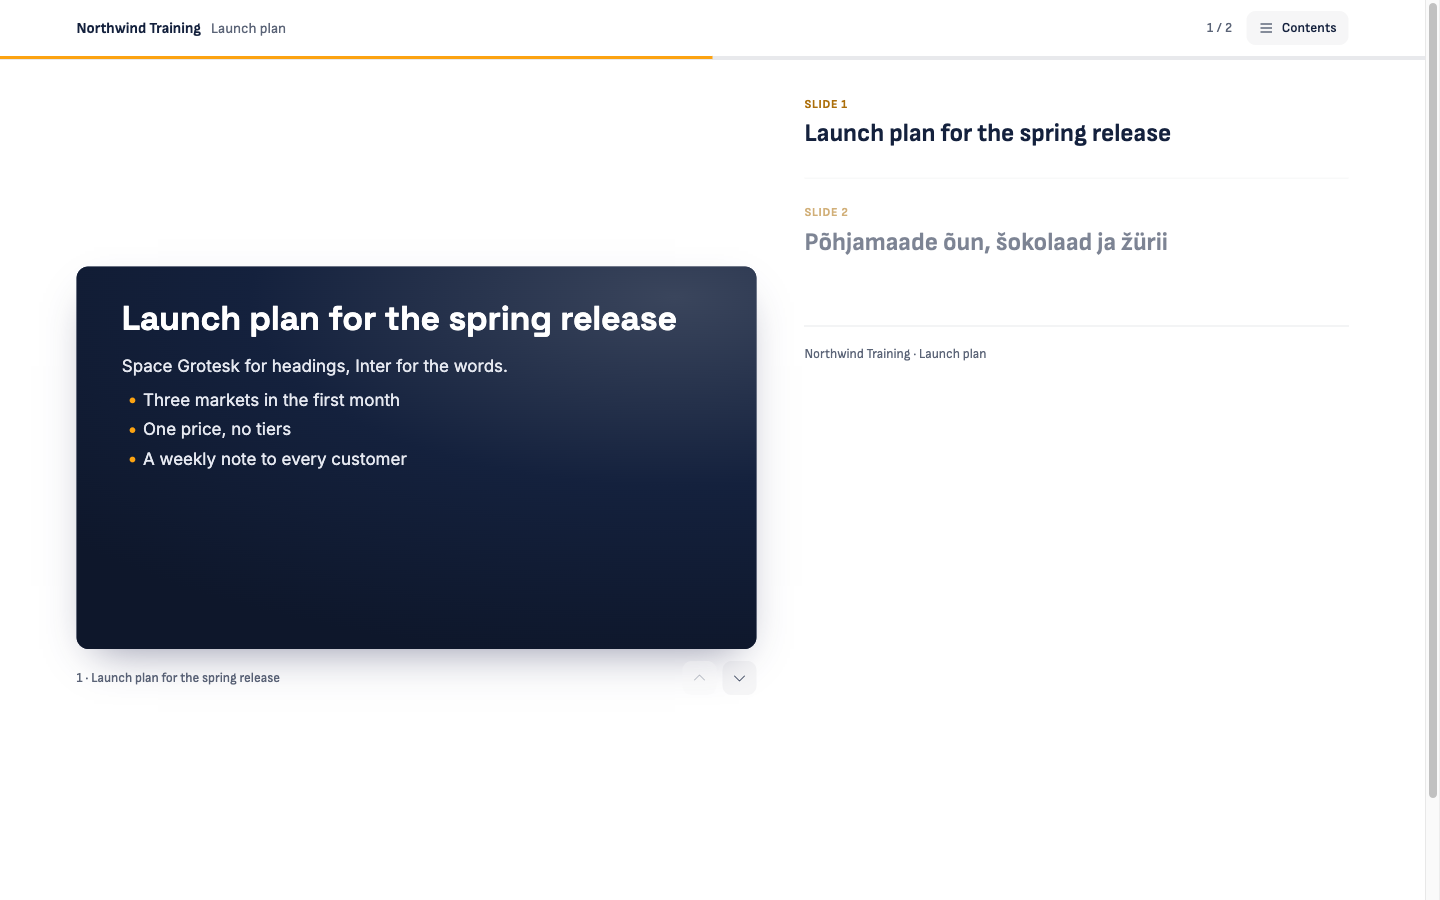 Northwind Training Launch plan
1 / 2
Contents
Launch plan for the spring release
Space Grotesk for headings, Inter for the words.
Three markets in the first month
One price, no tiers
A weekly note to every customer
1 · Launch plan for the spring release
SLIDE 1
Launch plan for the spring release
SLIDE 2
Põhjamaade õun, šokolaad ja žürii
Northwind Training · Launch plan